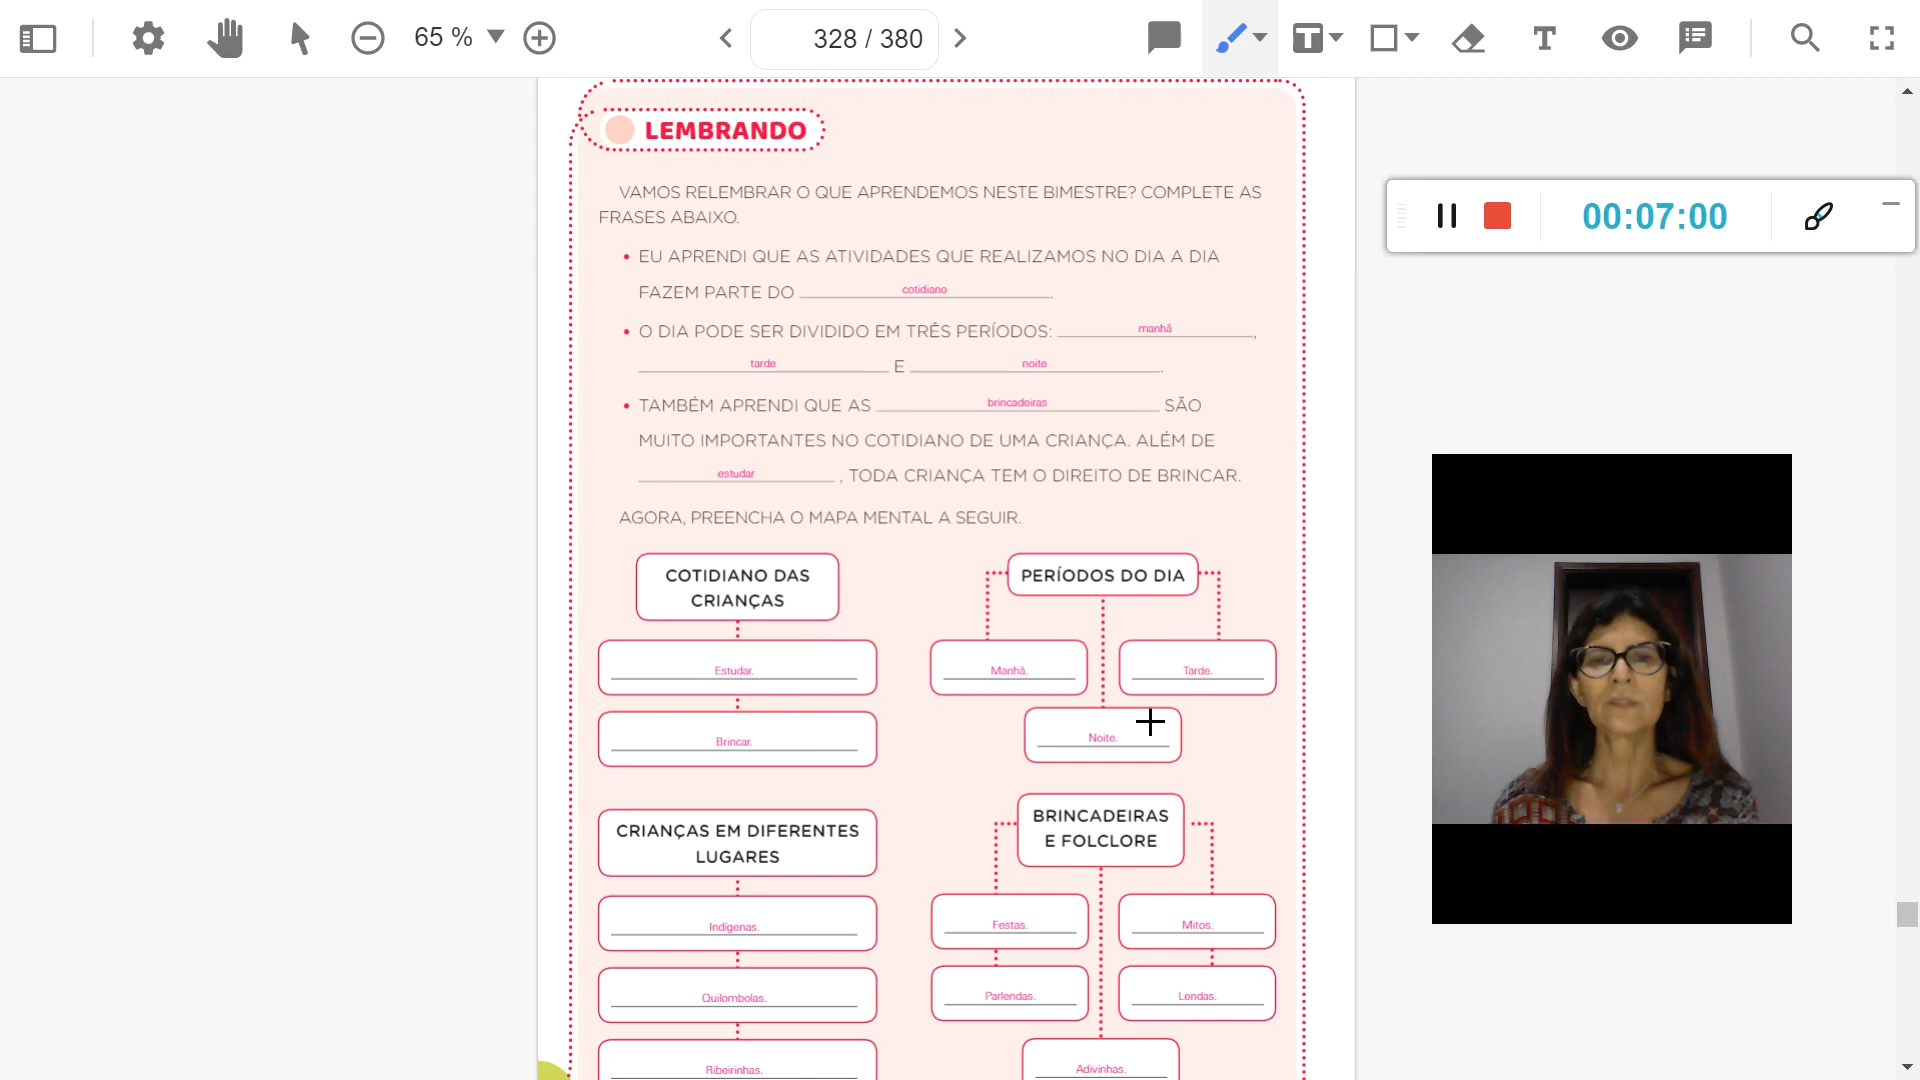 65 %
328 / 380
LEMBRANDO
VAMOS RELEMBRAR O QUE APRENDEMOS NESTE BIMESTRE? COMPLETE AS
FRASES ABAIXO.
• EU APRENDI QUE AS ATIVIDADES QUE REALIZAMOS NO DIA A DIA
FAZEM PARTE DO cotidiano.
• O DIA PODE SER DIVIDIDO EM TRÊS PERÍODOS: manhã,
tarde E noite.
• TAMBÉM APRENDI QUE AS brincadeiras SÃO
MUITO IMPORTANTES NO COTIDIANO DE UMA CRIANÇA. ALÉM DE
estudar, TODA CRIANÇA TEM O DIREITO DE BRINCAR.
AGORA, PREENCHA O MAPA MENTAL A SEGUIR.
COTIDIANO DAS
CRIANÇAS
Estudar.
Brincar.
PERÍODOS DO DIA
Manhã.
Tarde.
Noite.
CRIANÇAS EM DIFERENTES
LUGARES
Indígenas.
Quilombolas.
Ribeirinhas.
BRINCADEIRAS
E FOLCLORE
Festas.
Mitos.
Parlendas.
Lendas.
Adivinhas.
00:07:00